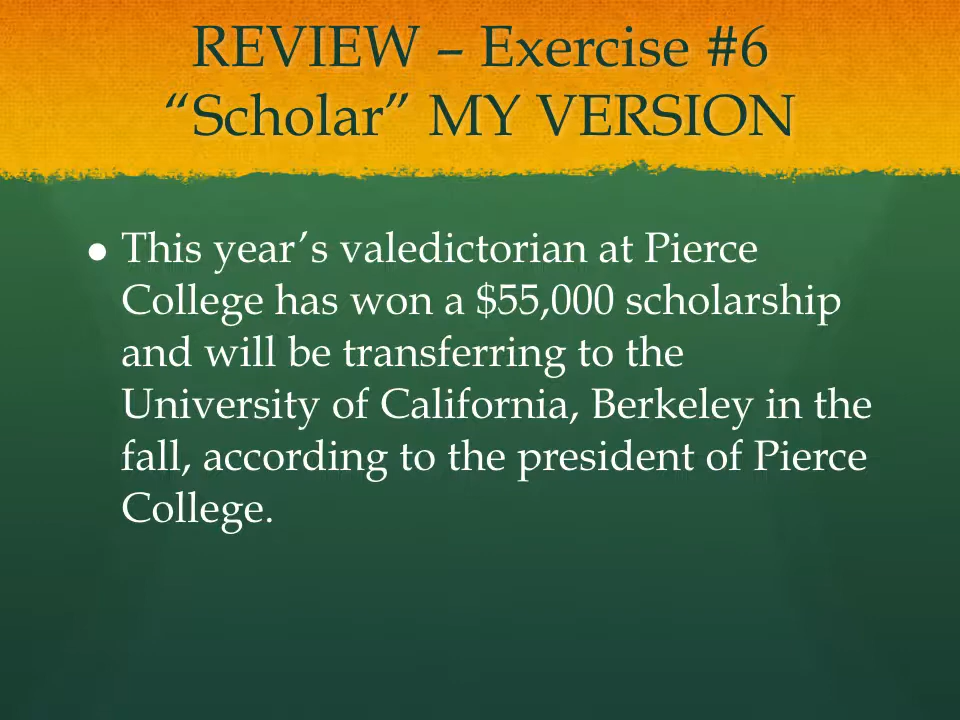 REVIEW – Exercise #6
“Scholar” MY VERSION
● This year’s valedictorian at Pierce
College has won a $55,000 scholarship
and will be transferring to the
University of California, Berkeley in the
fall, according to the president of Pierce
College.